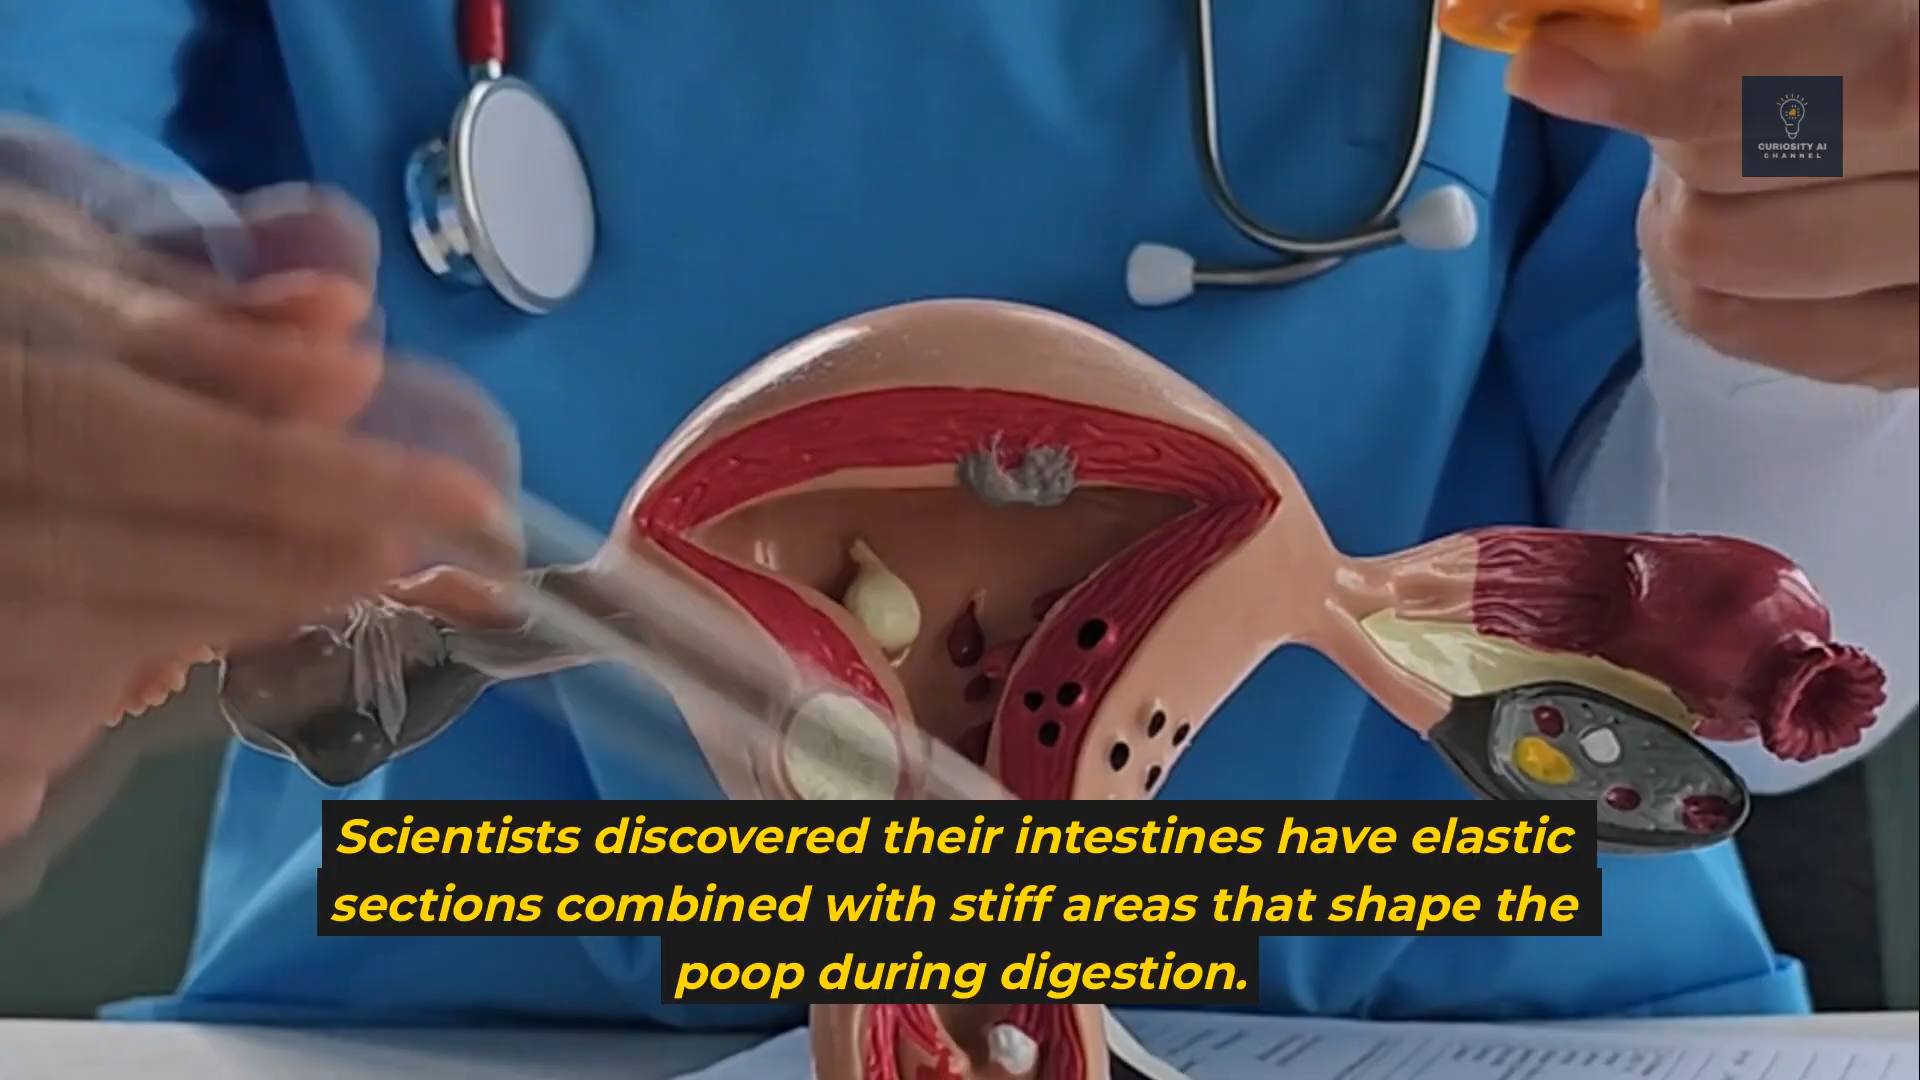 CURIOSITY AI
CHANNEL
Scientists discovered their intestines have elastic
sections combined with stiff areas that shape the
poop during digestion.